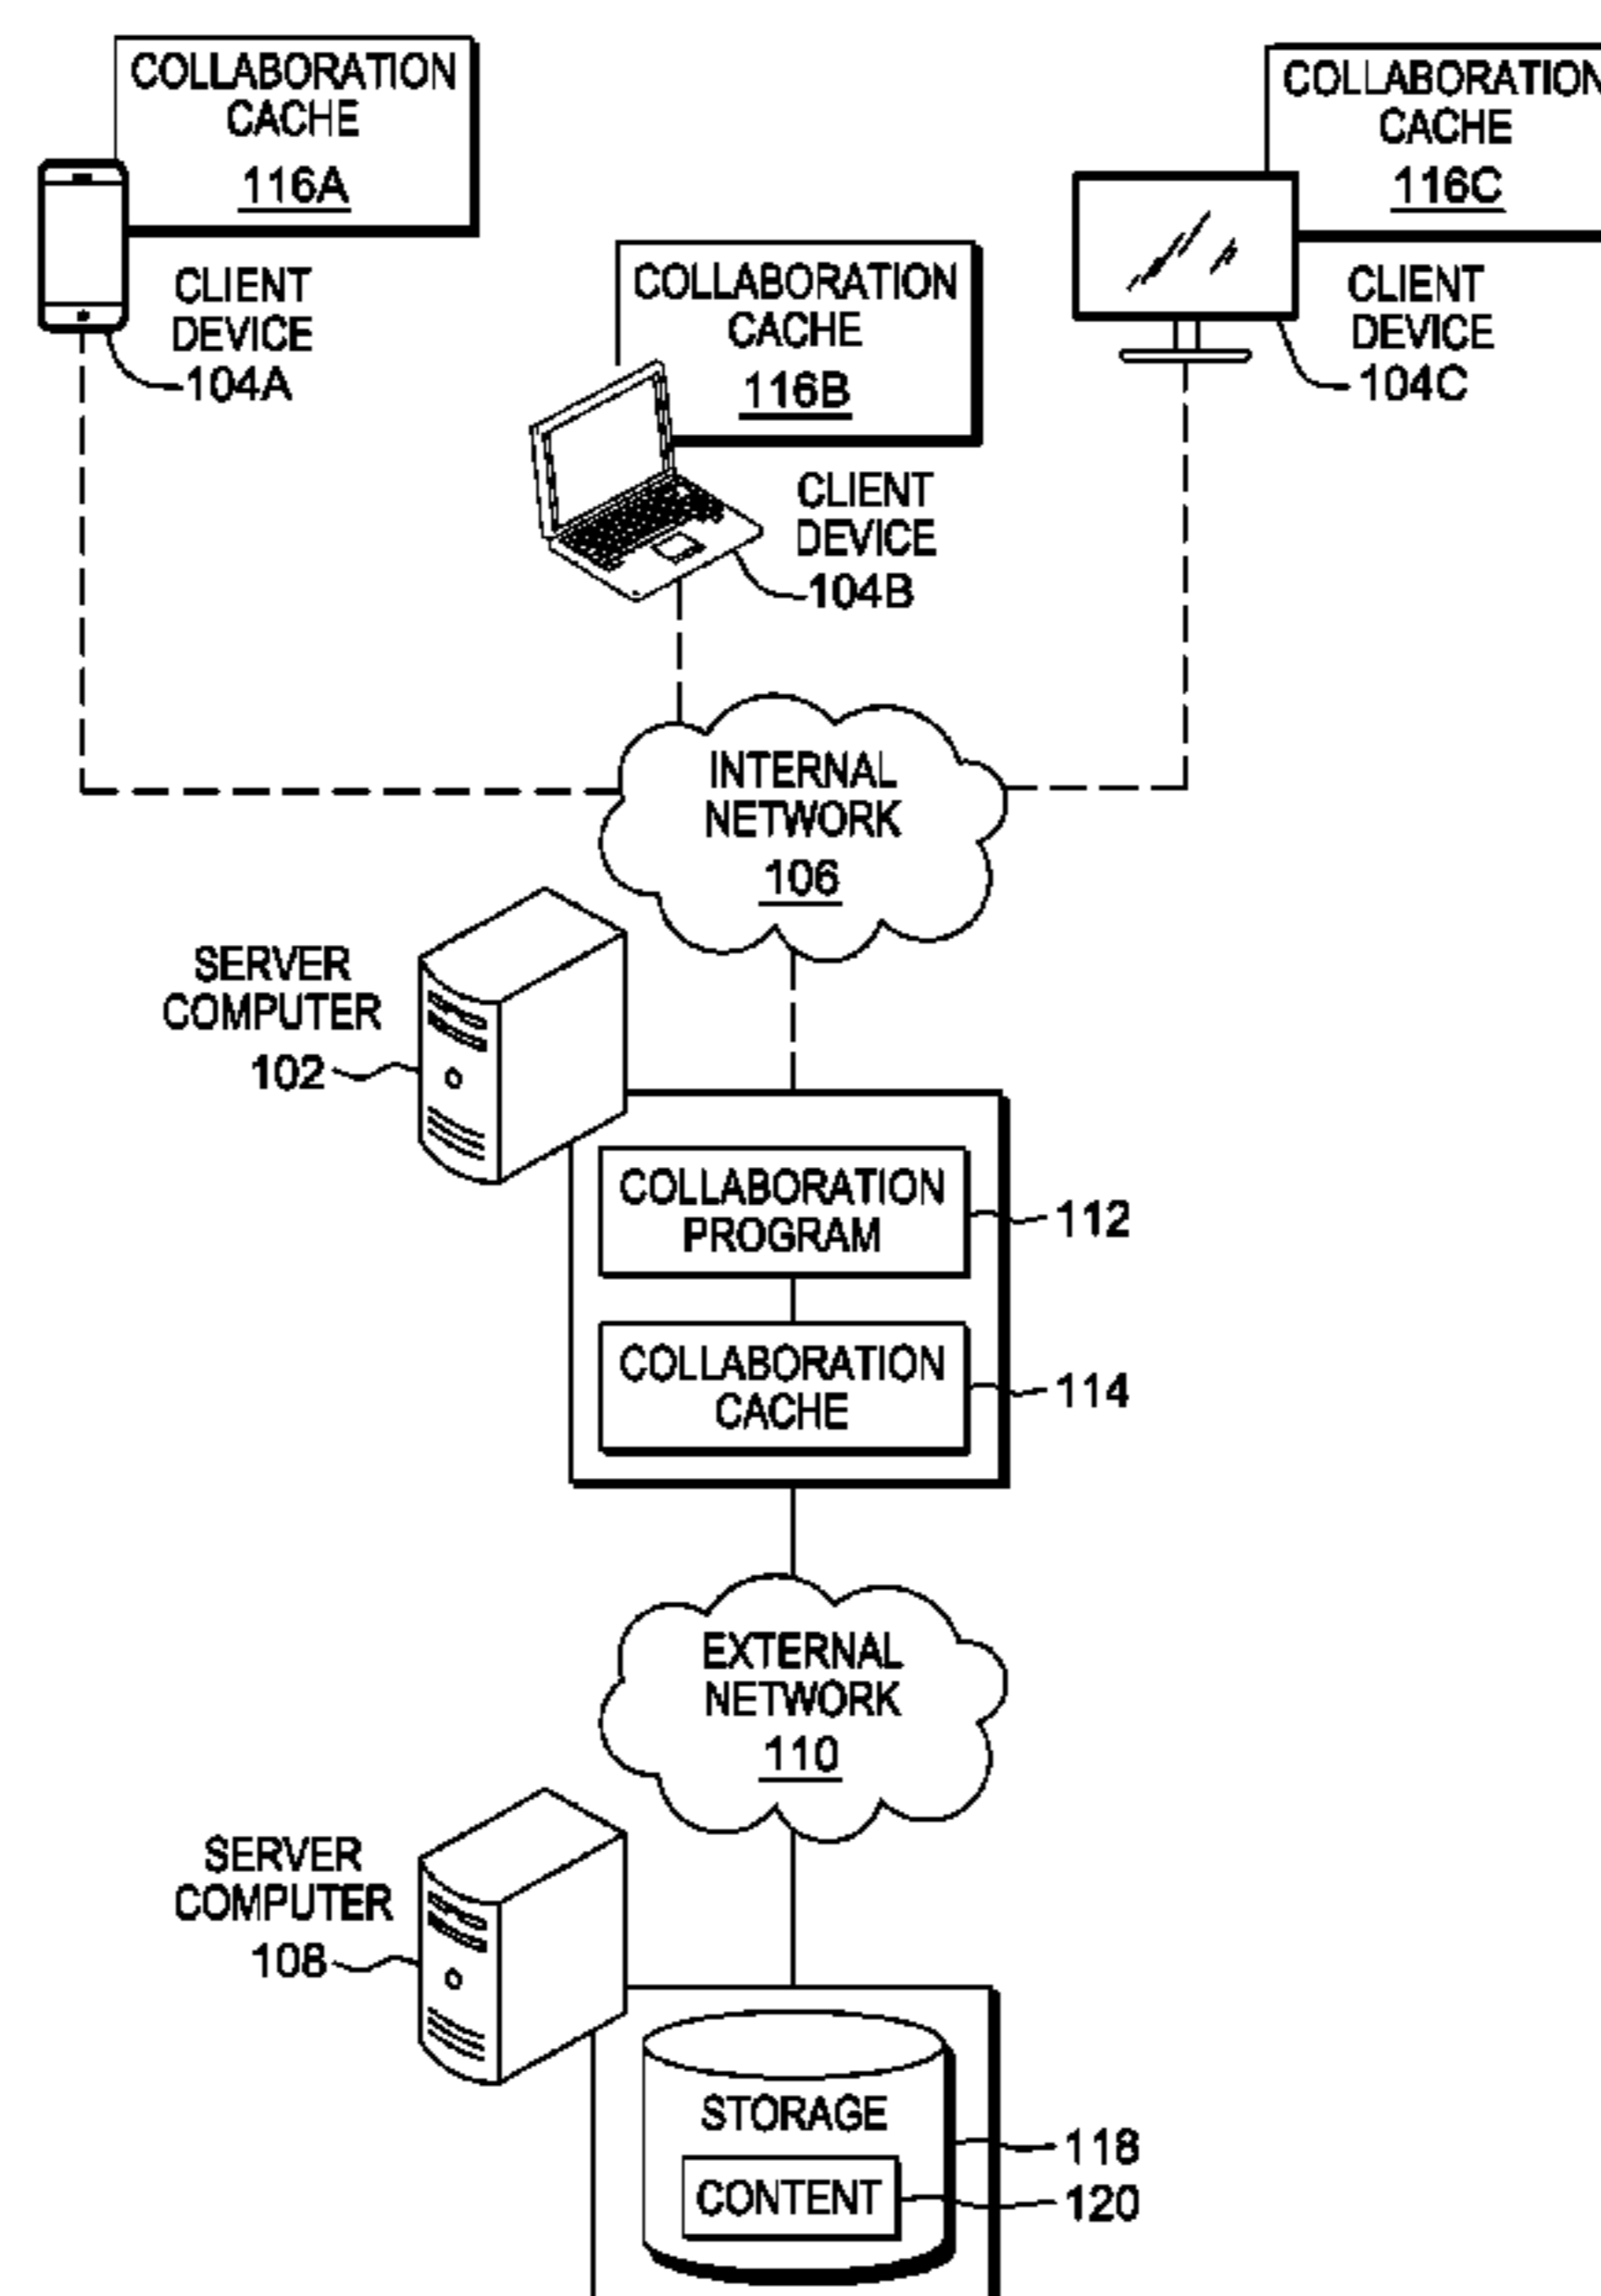 COLLABORATION
CACHE
116A
CLIENT
DEVICE
104A
COLLABORATION
CACHE
116B
CLIENT
DEVICE
104B
COLLABORATION
CACHE
116C
CLIENT
DEVICE
104C
INTERNAL
NETWORK
106
SERVER
COMPUTER
102
COLLABORATION
PROGRAM
112
COLLABORATION
CACHE
114
EXTERNAL
NETWORK
110
SERVER
COMPUTER
108
STORAGE
118
CONTENT
120